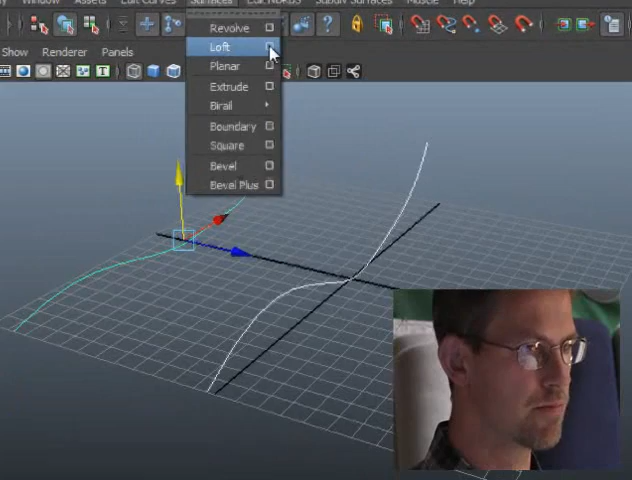 Window Assets Edit Curves Surfaces Edit NURBS Subdiv Surfaces Muscle Help
Show Renderer Panels
Revolve
Loft
Planar
Extrude
Birail
Boundary
Square
Bevel
Bevel Plus